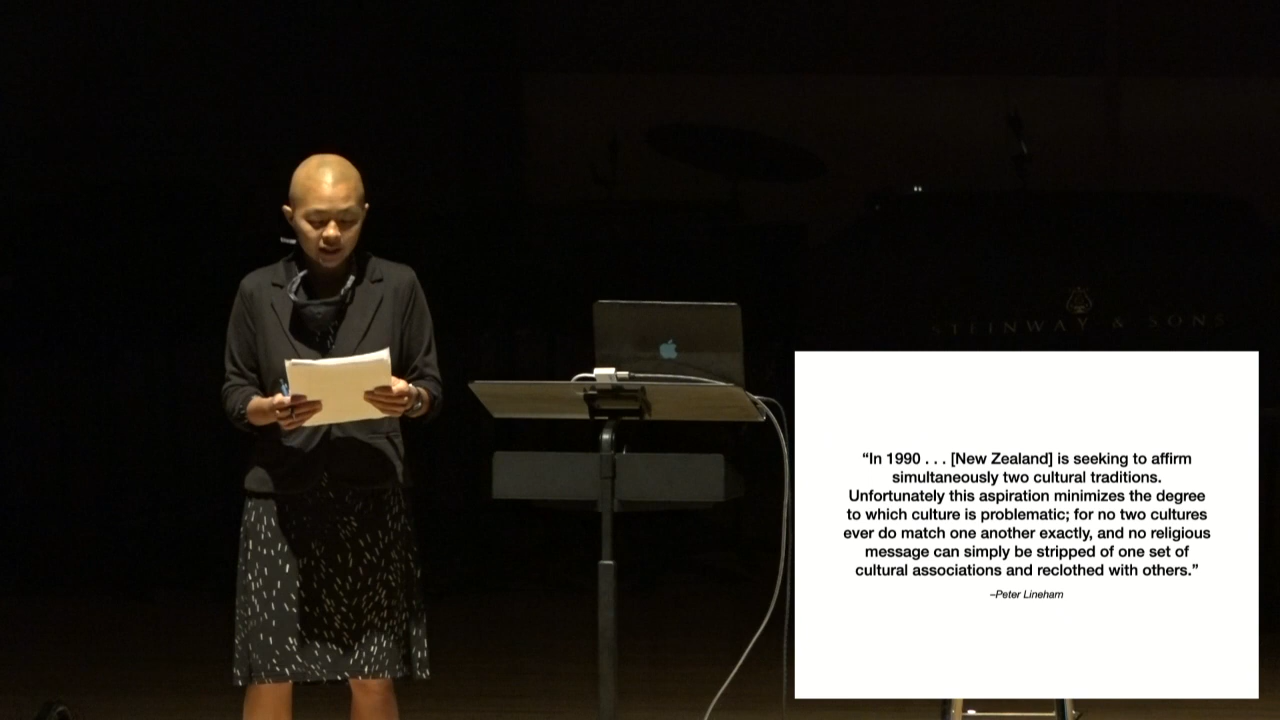 STEINWAY & SONS
“In 1990 . . . [New Zealand] is seeking to affirm
simultaneously two cultural traditions.
Unfortunately this aspiration minimizes the degree
to which culture is problematic; for no two cultures
ever do match one another exactly, and no religious
message can simply be stripped of one set of
cultural associations and reclothed with others.”
–Peter Lineham